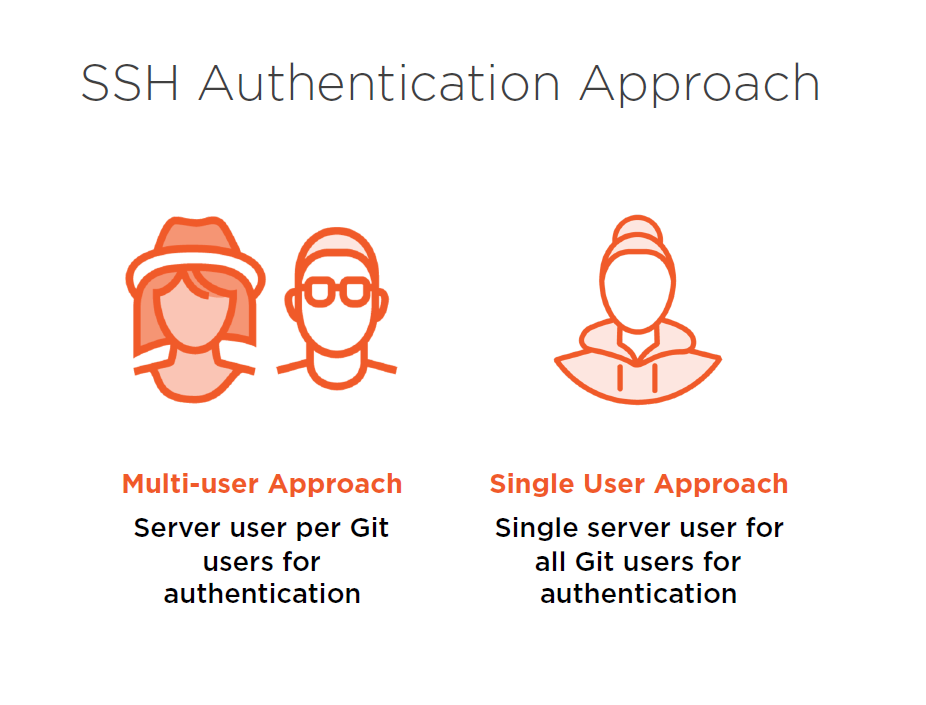 SSH Authentication Approach
Multi-user Approach
Server user per Git
users for
authentication
Single User Approach
Single server user for
all Git users for
authentication